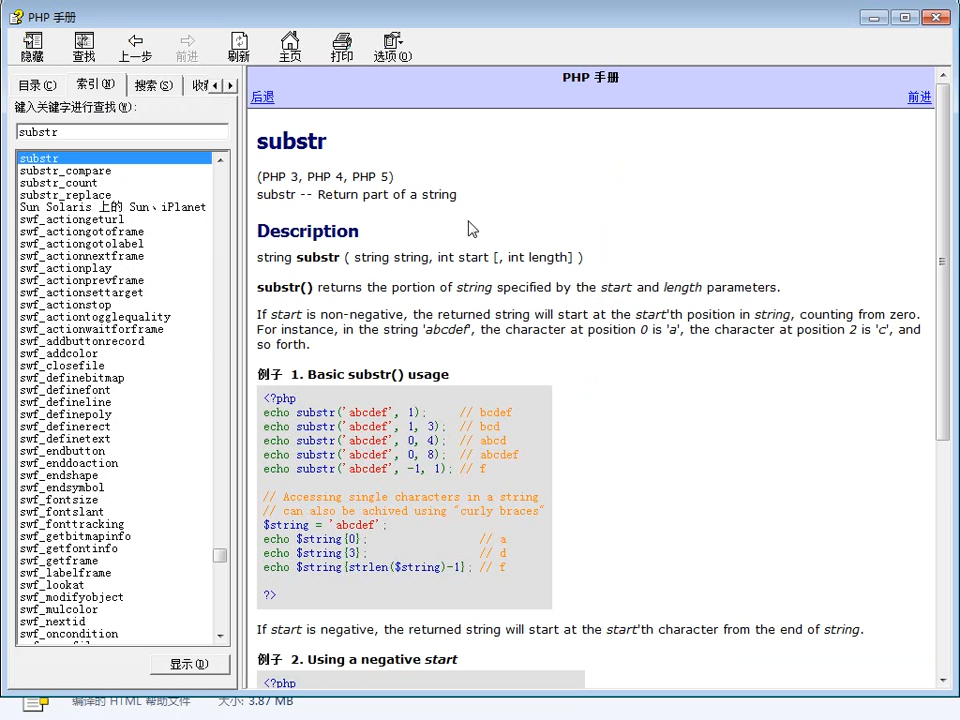 PHP 手册
隐藏 查找 上一步 前进 刷新 主页 打印 选项(O)
目录(C) 索引(N) 搜索(S)
键入关键字进行查找(W):
substr
substr
substr_compare
substr_count
substr_replace
Sun Solaris 上的 Sun、iPlanet
swf_actiongeturl
swf_actiongotoframe
swf_actiongotolabel
swf_actionnextframe
swf_actionplay
swf_actionprevframe
swf_actionsettarget
swf_actionstop
swf_actiontogglequality
swf_actionwaitforframe
swf_addbuttonrecord
swf_addcolor
swf_closefile
swf_definebitmap
swf_definefont
swf_defineline
swf_definepoly
swf_definerect
swf_definetext
swf_endbutton
swf_enddoaction
swf_endshape
swf_endsymbol
swf_fontsize
swf_fontslant
swf_fonttracking
swf_getbitmapinfo
swf_getfontinfo
swf_getframe
swf_labelframe
swf_lookat
swf_modifyobject
swf_mulcolor
swf_nextid
swf_oncondition
显示(D)
PHP 手册
后退 前进
substr
(PHP 3, PHP 4, PHP 5)
substr -- Return part of a string
Description
string substr ( string string, int start [, int length] )
substr() returns the portion of string specified by the start and length parameters.
If start is non-negative, the returned string will start at the start'th position in string, counting from zero.
For instance, in the string 'abcdef', the character at position 0 is 'a', the character at position 2 is 'c', and
so forth.
例子 1. Basic substr() usage
<?php
echo substr('abcdef', 1); // bcdef
echo substr('abcdef', 1, 3); // bcd
echo substr('abcdef', 0, 4); // abcd
echo substr('abcdef', 0, 8); // abcdef
echo substr('abcdef', -1, 1); // f
// Accessing single characters in a string
// can also be achived using "curly braces"
$string = 'abcdef';
echo $string{0}; // a
echo $string{3}; // d
echo $string{strlen($string)-1}; // f
?>
If start is negative, the returned string will start at the start'th character from the end of string.
例子 2. Using a negative start
<?php
编译的 HTML 帮助文件 大小: 3.87 MB